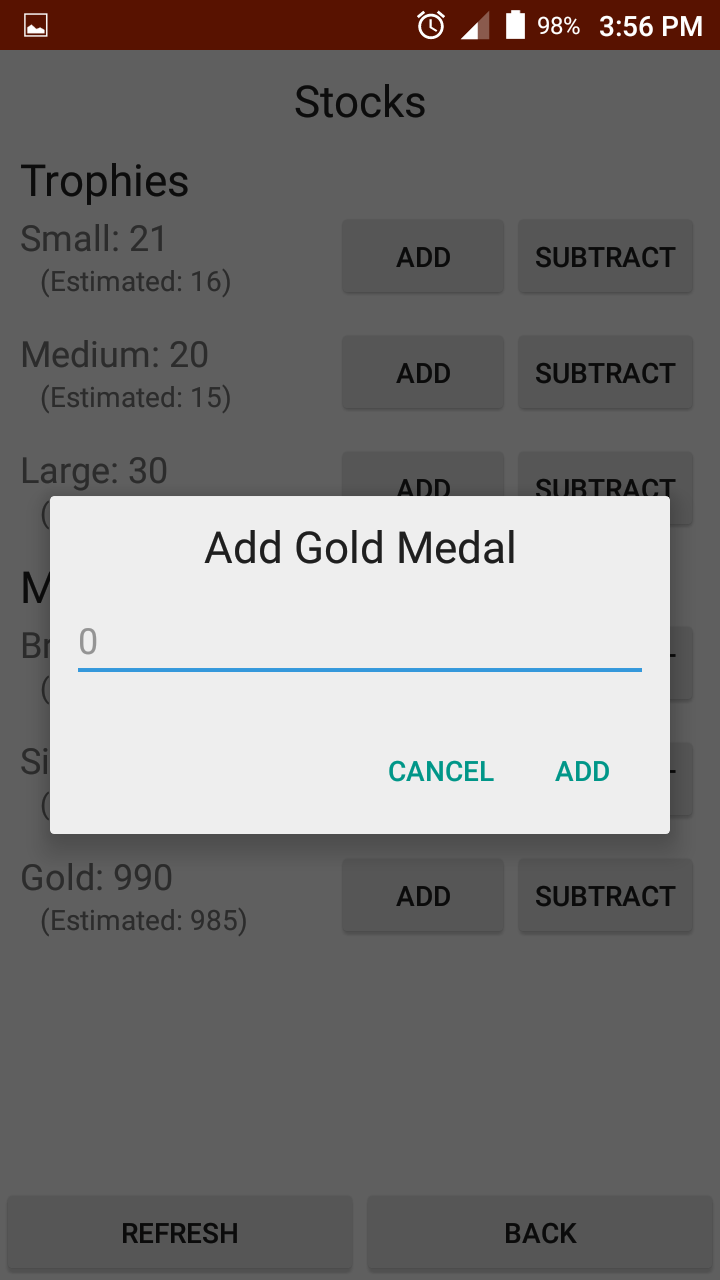 98% 3:56 PM
Stocks
Trophies
Small: 21
ADD SUBTRACT
(Estimated: 16)
Medium: 20
ADD SUBTRACT
(Estimated: 15)
Large: 30
ADD SUBTRACT
Add Gold Medal
0
CANCEL ADD
Gold: 990
ADD SUBTRACT
(Estimated: 985)
REFRESH BACK